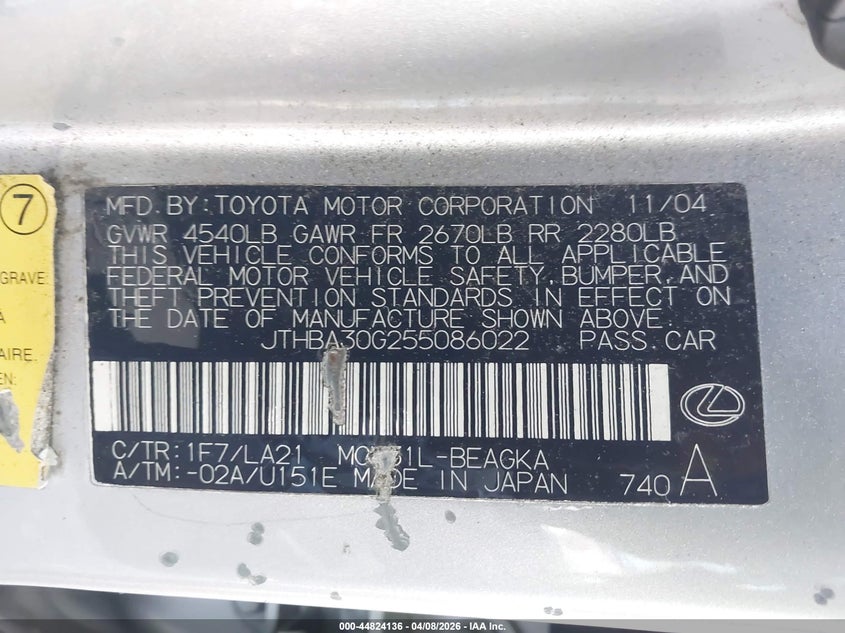 7
GRAVE
A
AIRE.
EN:
MFD BY: TOYOTA MOTOR CORPORATION 11/04
GVWR 4540LB GAWR FR 2670LB RR 2280LB
THIS VEHICLE CONFORMS TO ALL APPLICABLE
FEDERAL MOTOR VEHICLE SAFETY, BUMPER, AND
THEFT PREVENTION STANDARDS IN EFFECT ON
THE DATE OF MANUFACTURE SHOWN ABOVE.
JTHBA30G255086022 PASS CAR
C/TR: 1F7/LA21 31L-BEAGKA
A/TM: -02A/U151E MADE IN JAPAN 740 A
000-44824136 - 04/08/2026 - IAA Inc.